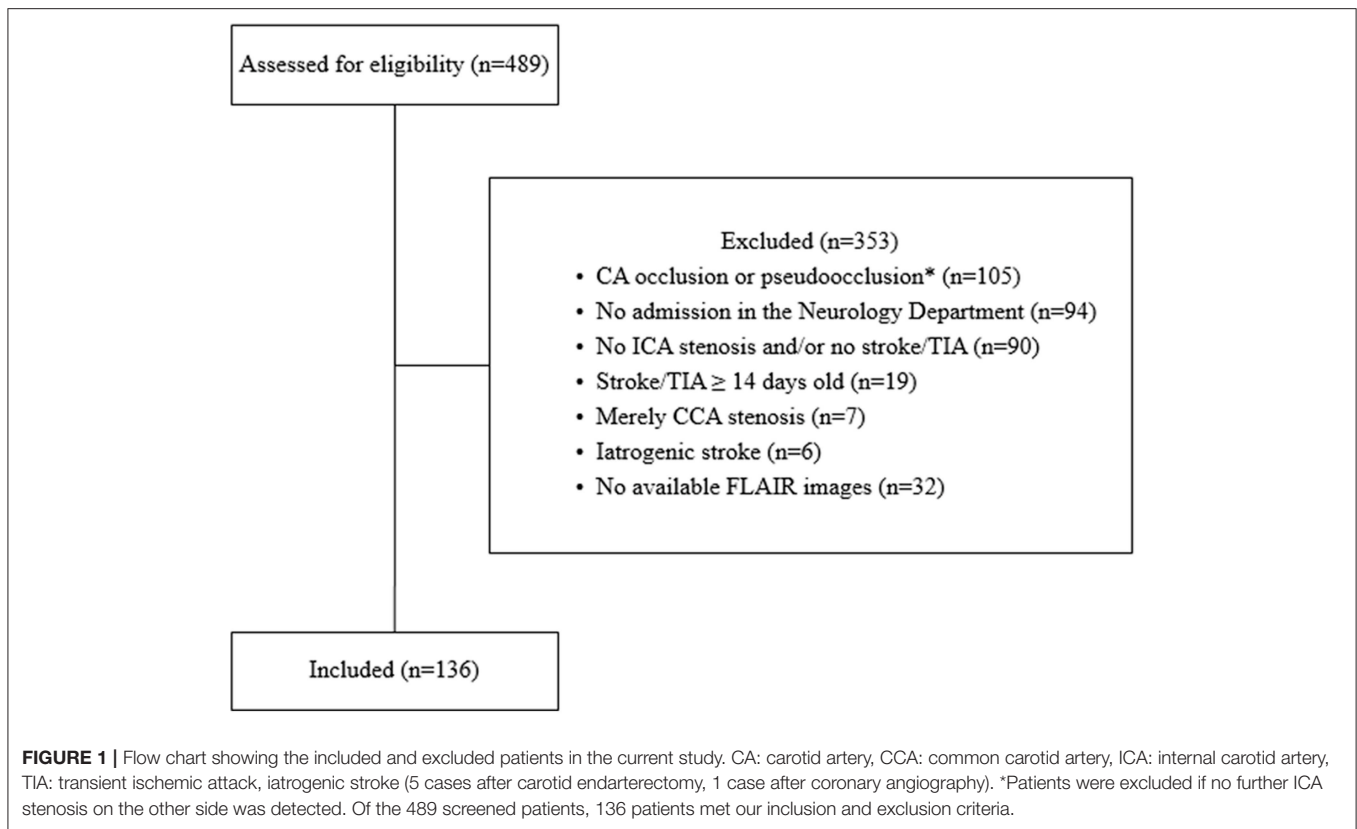 Assessed for eligibility (n=489)
Excluded (n=353)
• CA occlusion or pseudoocclusion* (n=105)
• No admission in the Neurology Department (n=94)
• No ICA stenosis and/or no stroke/TIA (n=90)
• Stroke/TIA ≥ 14 days old (n=19)
• Merely CCA stenosis (n=7)
• Iatrogenic stroke (n=6)
• No available FLAIR images (n=32)
Included (n=136)
FIGURE 1 | Flow chart showing the included and excluded patients in the current study. CA: carotid artery, CCA: common carotid artery, ICA: internal carotid artery,
TIA: transient ischemic attack, iatrogenic stroke (5 cases after carotid endarterectomy, 1 case after coronary angiography). *Patients were excluded if no further ICA
stenosis on the other side was detected. Of the 489 screened patients, 136 patients met our inclusion and exclusion criteria.